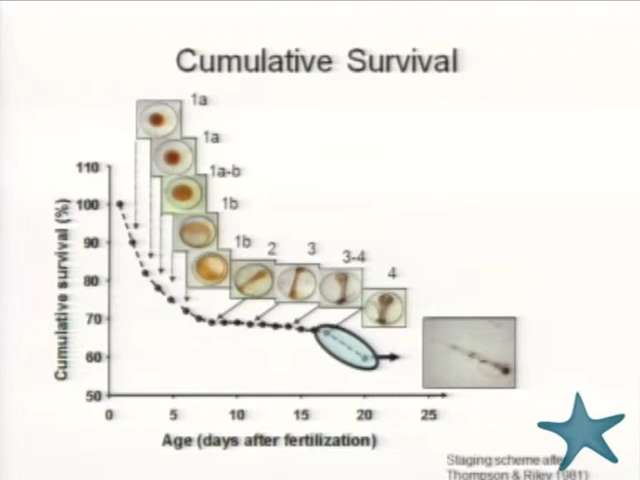 Cumulative Survival
1a
1a
1a-b
1b
1b
2
3
3-4
4
Cumulative survival (%)
110
100
90
80
70
60
50
0
5
10
15
20
25
Age (days after fertilization)
Staging scheme after
Thompson & Riley 1981)